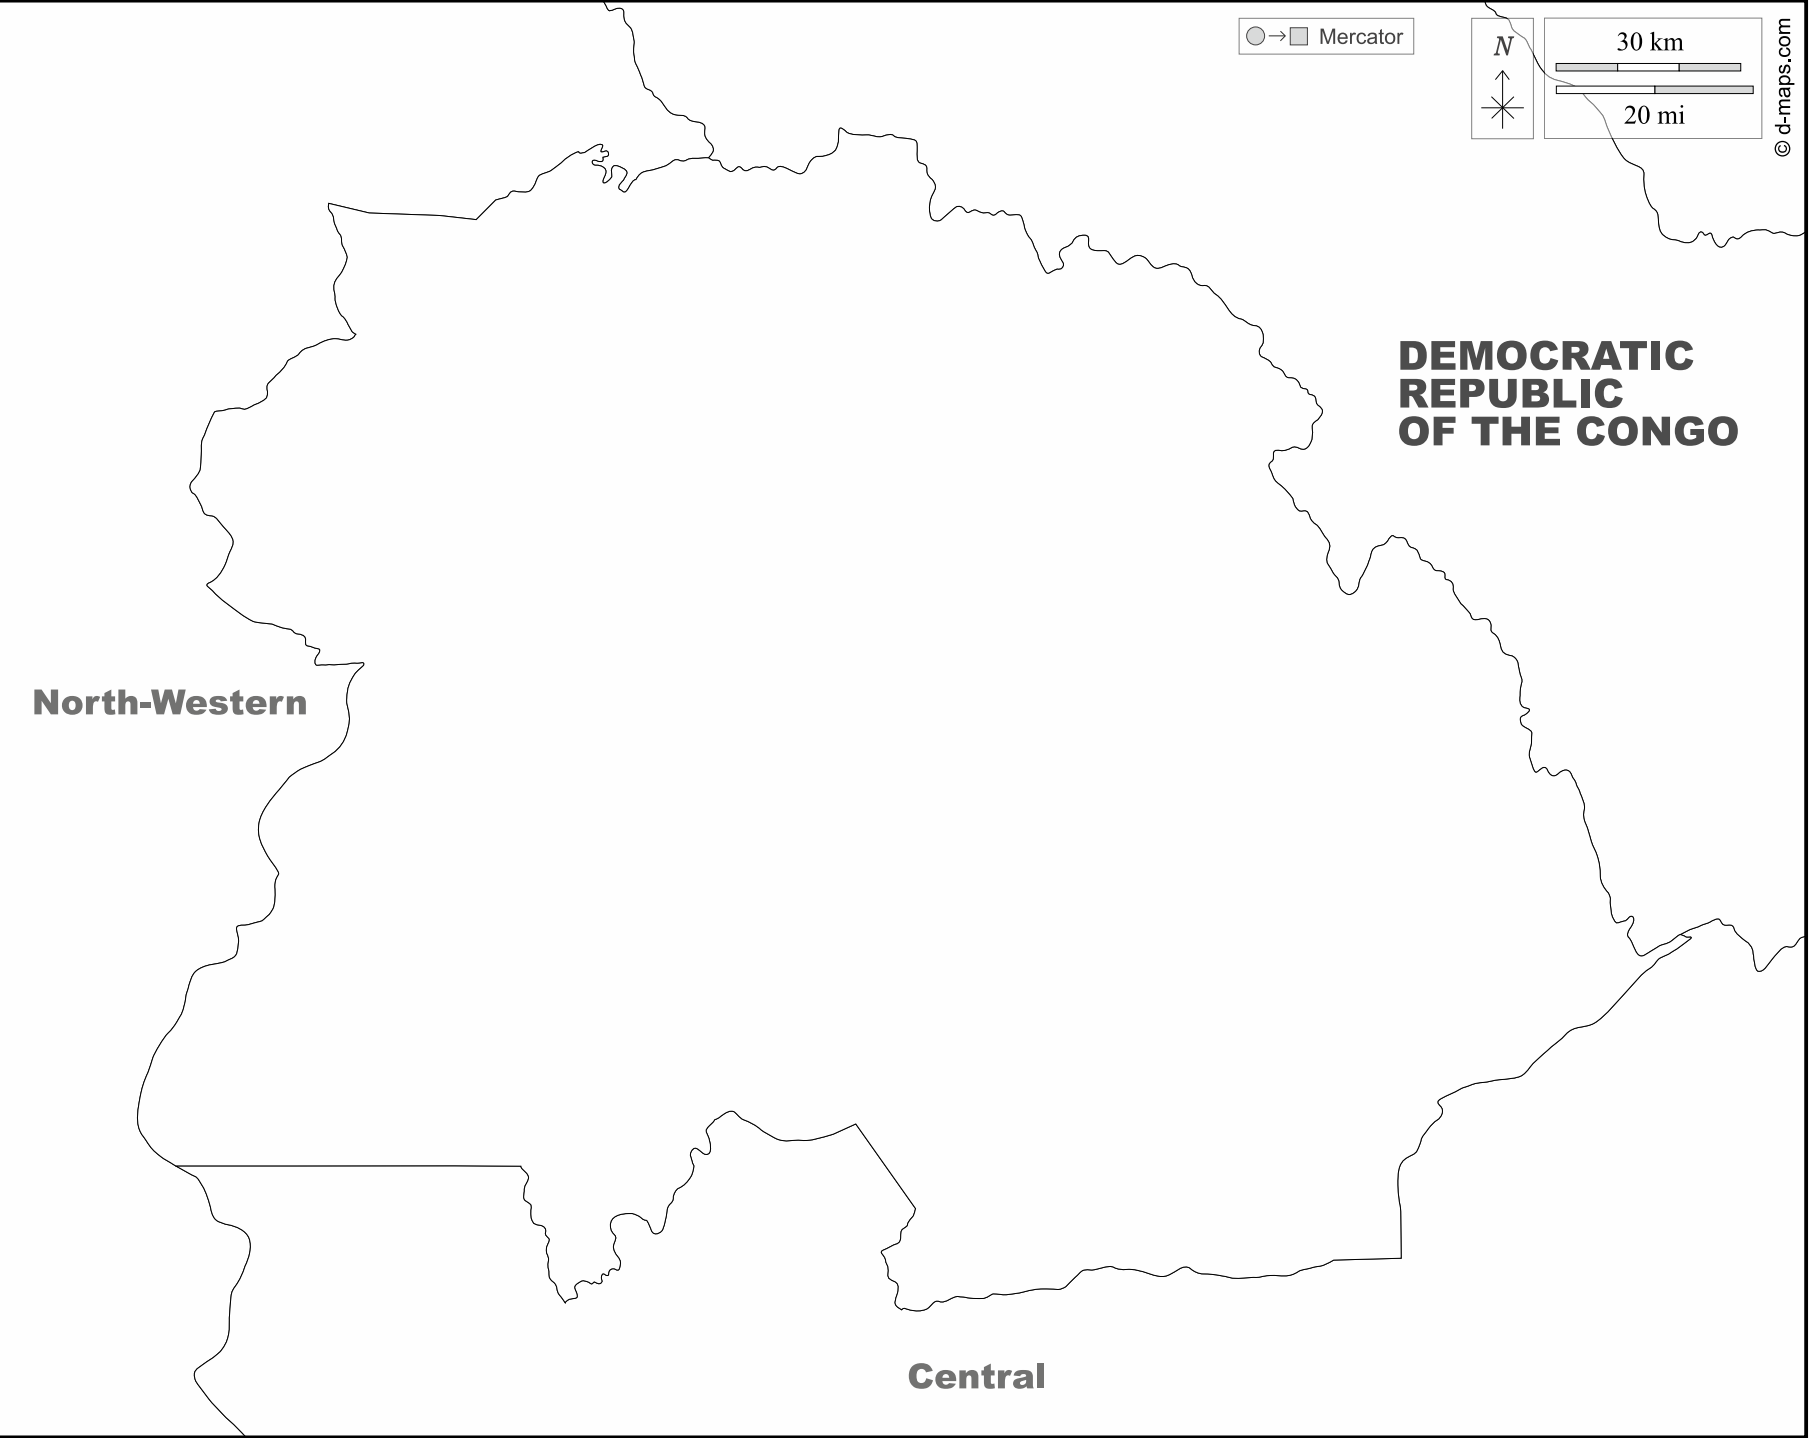 Mercator
N
30 km
20 mi
© d-maps.com
DEMOCRATIC
REPUBLIC
OF THE CONGO
North-Western
Central